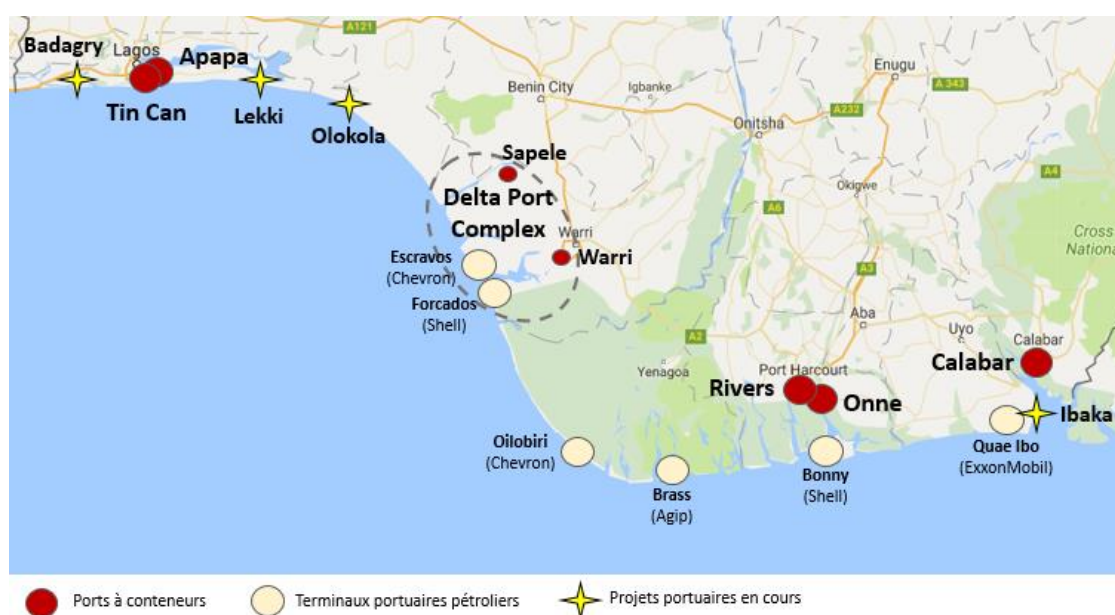 Badagry
Lagos
Apapa
Tin Can
Lekki
Olokola
A121
Benin City
Igbanke
A232
Onitsha
Enugu
A 343
Okigwe
A4
A6
Cross
National
Sapele
Delta Port
Complex
Warri
Warri
Escravos
(Chevron)
Forcados
(Shell)
A3
Aba
A2
Uyo
Calabar
Calabar
Yenagoa
Port Harcourt
Rivers
Onne
Ibaka
Oilobiri
(Chevron)
Brass
(Agip)
Bonny
(Shell)
Quae Ibo
(ExxonMobil)
Ports à conteneurs
Terminaux portuaires pétroliers
Projets portuaires en cours